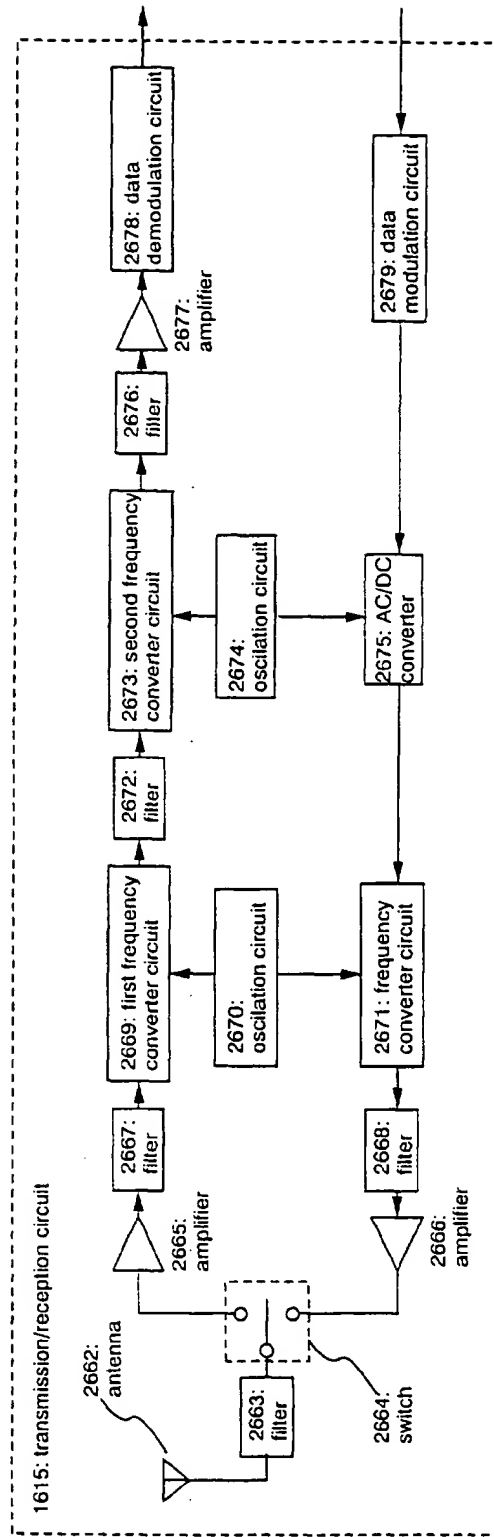 1615: transmission/reception circuit
2662:
antenna
2663:
filter
2664:
switch
2665:
amplifier
2667:
filter
2669: first frequency
converter circuit
2672:
filter
2673: second frequency
converter circuit
2676:
filter
2677:
amplifier
2678: data
demodulation circuit
2670:
oscilation circuit
2674:
oscilation circuit
2666:
amplifier
2668:
filter
2671: frequency
converter circuit
2675: AC/DC
converter
2679: data
modulation circuit